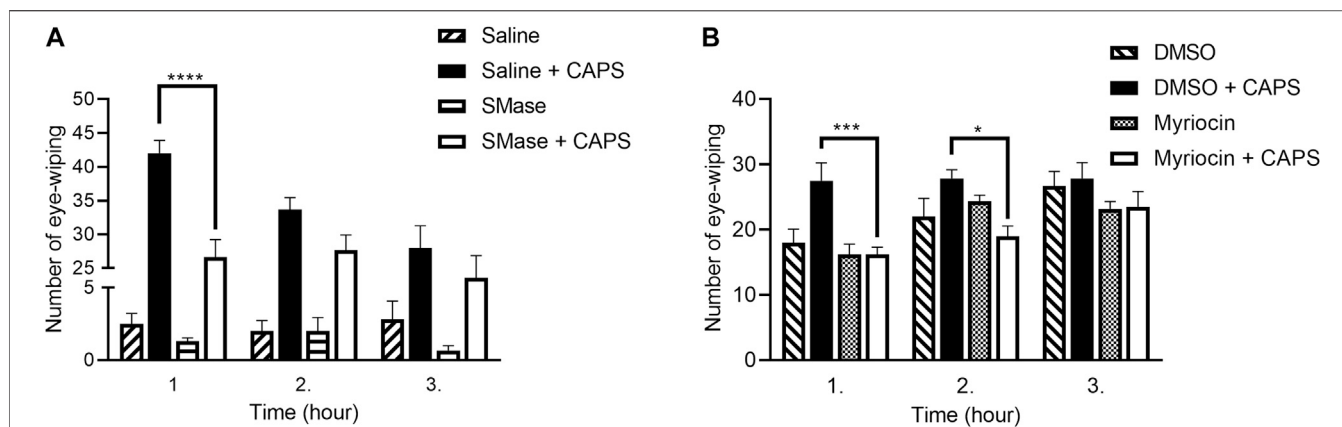 A
Saline
Saline + CAPS
SMase
SMase + CAPS
****
Number of eye-wiping
50
45
40
35
30
25
5
0
1
2.
3.
Time (hour)
B
DMSO
DMSO + CAPS
Myriocin
Myriocin + CAPS
***
*
Number of eye-wiping
40
30
20
10
0
1.
2.
3.
Time (hour)